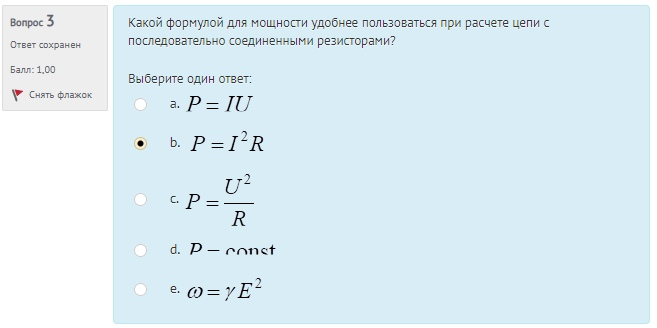 Вопрос 3
Ответ сохранен
Балл: 1,00
Снять флажок
Какой формулой для мощности удобнее пользоваться при расчете цепи с
последовательно соединенными резисторами?
Выберите один ответ:
a. P = IU
b. P = I²R
c. P = U²/R
d. P = const
e. ω = γE²